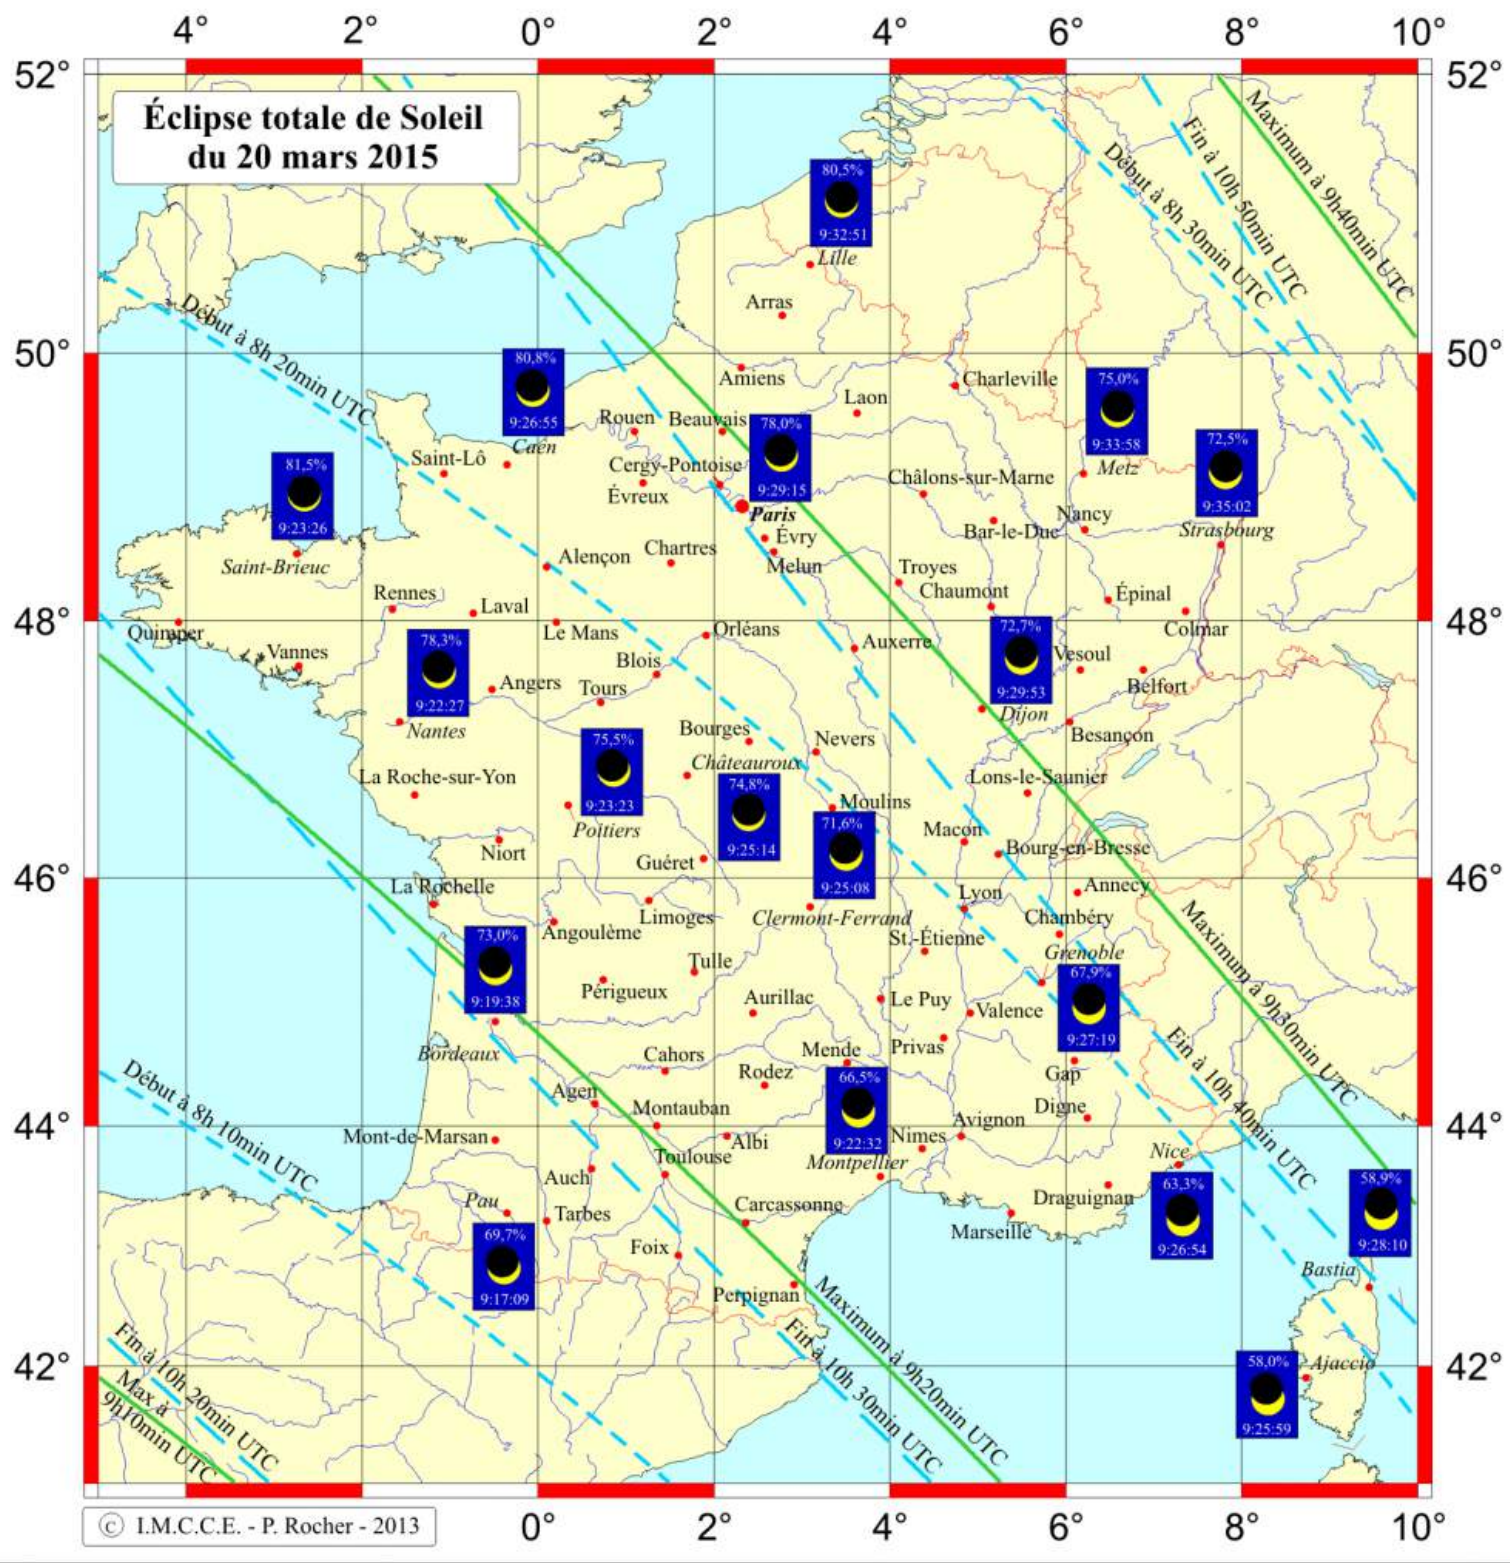 4° 2° 0° 2° 4° 6° 8° 10°
52° 52°
Éclipse totale de Soleil
du 20 mars 2015
Maximum à 9h40min UTC
Fin à 10h 50min UTC
Début à 8h 30min UTC
80,5%
9:32:51
Lille
Arras
Début à 8h 20min UTC
50° 50°
80,8%
9:26:55
Caen
Amiens
Charleville
75,0%
9:33:58
Metz
Laon
Rouen
Beauvais
78,0%
9:29:15
Paris
72,5%
9:35:02
Strasbourg
81,5%
9:23:26
Saint-Brieuc
Saint-Lô
Cergy-Pontoise
Évreux
Châlons-sur-Marne
Nancy
Bar-le-Duc
Évry
Melun
Chartres
Alençon
Troyes
Chaumont
Épinal
Colmar
Rennes
Laval
48° 48°
Quimper
Le Mans
Orléans
Auxerre
Vannes
78,3%
9:22:27
Nantes
72,7%
9:29:53
Dijon
Vesoul
Blois
Angers
Tours
Belfort
Besançon
Bourges
Nevers
75,5%
9:23:23
Poitiers
Châteauroux
74,8%
9:25:14
La Roche-sur-Yon
Lons-le-Saunier
Moulins
71,6%
9:25:08
Clermont-Ferrand
Macon
Bourg-en-Bresse
Niort
Guéret
46° 46°
La Rochelle
Limoges
Lyon
Annecy
Angoulême
Chambéry
St.-Étienne
Grenoble
67,9%
9:27:19
Maximum à 9h30min UTC
73,0%
9:19:38
Bordeaux
Tulle
Périgueux
Aurillac
Le Puy
Valence
Fin à 10h 40min UTC
Cahors
Mende
Privas
Rodez
Gap
Début à 8h 10min UTC
66,5%
9:22:32
Montpellier
Agen
Montauban
Digne
44° 44°
Avignon
Mont-de-Marsan
Albi
Nimes
Toulouse
Nice
63,3%
9:26:54
Auch
Pau
69,7%
9:17:09
Tarbes
Carcassonne
Draguignan
Marseille
58,9%
9:28:10
Bastia
Foix
Perpignan
Maximum à 9h20min UTC
Fin à 10h 30min UTC
Fin à 10h 20min UTC
Max à
9h10min UTC
42° 42°
58,0%
9:25:59
Ajaccio
© I.M.C.C.E. - P. Rocher - 2013
0° 2° 4° 6° 8° 10°